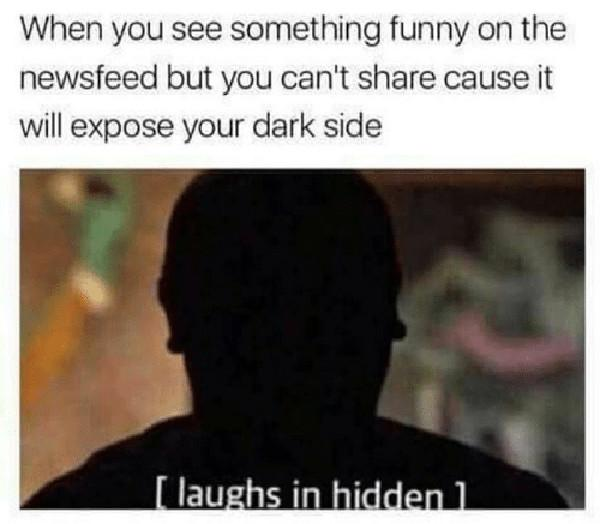 When you see something funny on the
newsfeed but you can't share cause it
will expose your dark side
[ laughs in hidden ]